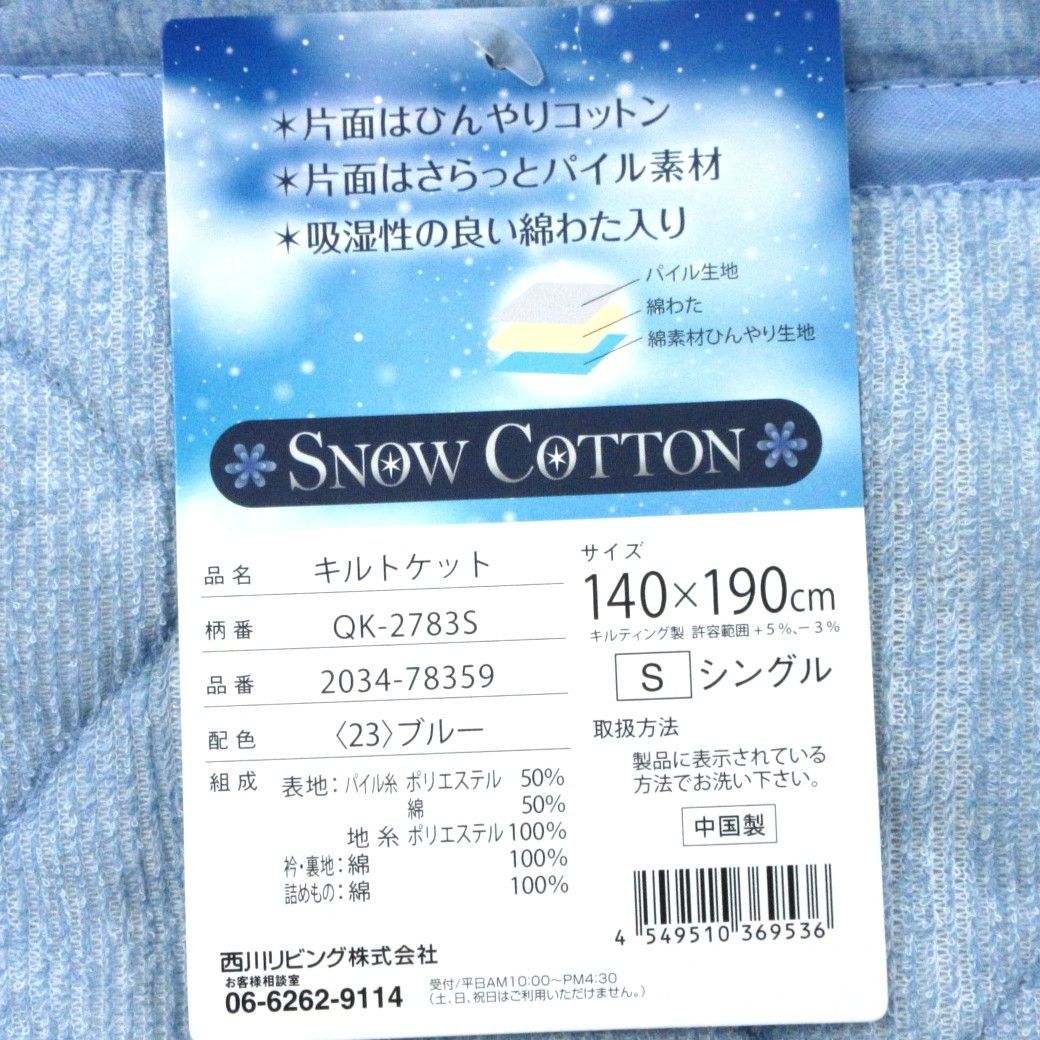 ＊片面はひんやりコットン
＊片面はさらっとパイル素材
＊吸湿性の良い綿わた入り
パイル生地
綿わた
綿素材ひんやり生地
SNOW COTTON
品名 キルトケット
柄番 QK-2783S
品番 2034-78359
配色 〈23〉ブルー
組成 表地：パイル糸 ポリエステル 50%
綿 50%
地糸 ポリエステル 100%
衿・裏地：綿 100%
詰めもの：綿 100%
サイズ
140×190cm
キルティング製 許容範囲+5%、－3%
S シングル
取扱方法
製品に表示されている
方法でお洗い下さい。
中国製
4 549510 369536
西川リビング株式会社
お客様相談室
06-6262-9114
受付/平日AM10:00〜PM4:30
(土、日、祝日はご利用いただけません。)